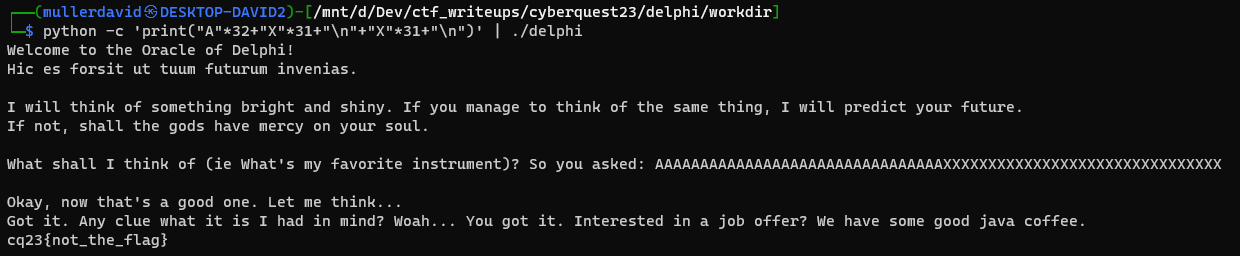 ┌──(mullerdavid㉿DESKTOP-DAVID2)-[/mnt/d/Dev/ctf_writeups/cyberquest23/delphi/workdir]
└─$ python -c 'print("A"*32+"X"*31+"\n"+"X"*31+"\n")' | ./delphi
Welcome to the Oracle of Delphi!
Hic es forsit ut tuum futurum invenias.

I will think of something bright and shiny. If you manage to think of the same thing, I will predict your future.
If not, shall the gods have mercy on your soul.

What shall I think of (ie What's my favorite instrument)? So you asked: AAAAAAAAAAAAAAAAAAAAAAAAAAAAAAAAXXXXXXXXXXXXXXXXXXXXXXXXXXXXXXX

Okay, now that's a good one. Let me think...
Got it. Any clue what it is I had in mind? Woah... You got it. Interested in a job offer? We have some good java coffee.
cq23{not_the_flag}